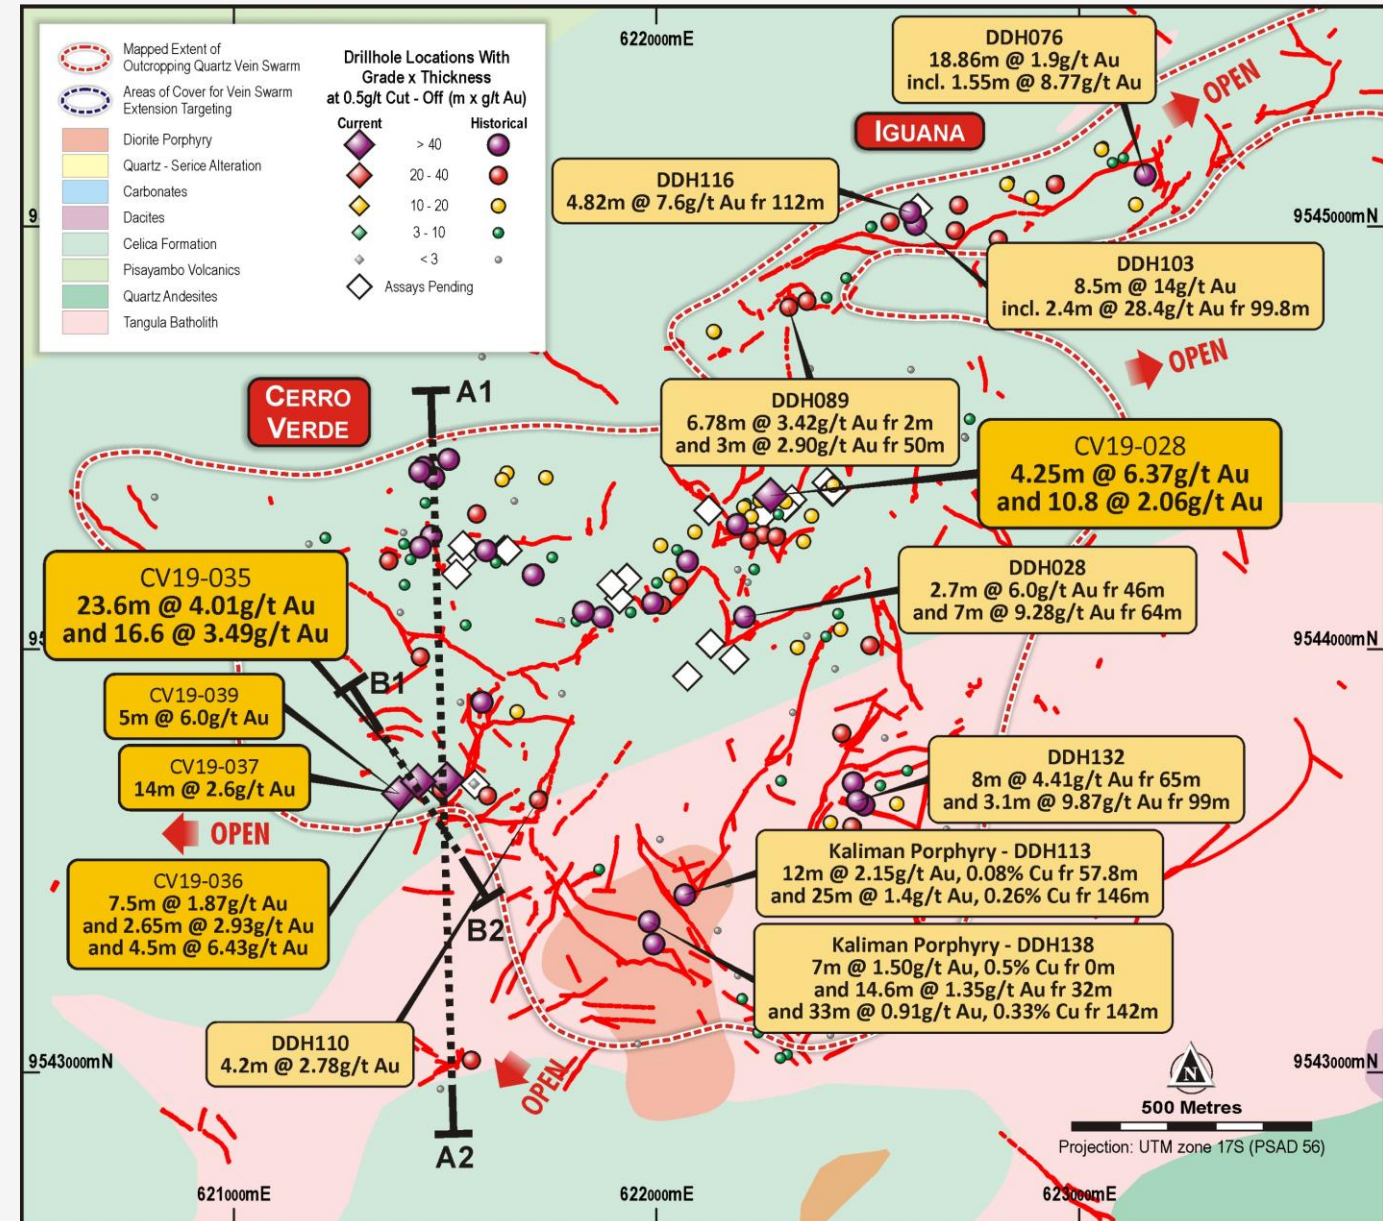 Mapped Extent of
Outcropping Quartz Vein Swarm
Areas of Cover for Vein Swarm
Extension Targeting
Diorite Porphyry
Quartz - Serice Alteration
Carbonates
Dacites
Celica Formation
Pisayambo Volcanics
Quartz Andesites
Tangula Batholith
Drillhole Locations With
Grade x Thickness
at 0.5g/t Cut - Off (m x g/t Au)
Current Historical
> 40
20 - 40
10 - 20
3 - 10
< 3
Assays Pending
622000mE
DDH076
18.86m @ 1.9g/t Au
incl. 1.55m @ 8.77g/t Au
OPEN
IGUANA
DDH116
4.82m @ 7.6g/t Au fr 112m
9
9545000mN
DDH103
8.5m @ 14g/t Au
incl. 2.4m @ 28.4g/t Au fr 99.8m
OPEN
CERRO
VERDE
A1
DDH089
6.78m @ 3.42g/t Au fr 2m
and 3m @ 2.90g/t Au fr 50m
CV19-028
4.25m @ 6.37g/t Au
and 10.8 @ 2.06g/t Au
CV19-035
23.6m @ 4.01g/t Au
and 16.6 @ 3.49g/t Au
DDH028
2.7m @ 6.0g/t Au fr 46m
and 7m @ 9.28g/t Au fr 64m
95
9544000mN
B1
CV19-039
5m @ 6.0g/t Au
CV19-037
14m @ 2.6g/t Au
DDH132
8m @ 4.41g/t Au fr 65m
and 3.1m @ 9.87g/t Au fr 99m
OPEN
CV19-036
7.5m @ 1.87g/t Au
and 2.65m @ 2.93g/t Au
and 4.5m @ 6.43g/t Au
Kaliman Porphyry - DDH113
12m @ 2.15g/t Au, 0.08% Cu fr 57.8m
and 25m @ 1.4g/t Au, 0.26% Cu fr 146m
B2
Kaliman Porphyry - DDH138
7m @ 1.50g/t Au, 0.5% Cu fr 0m
and 14.6m @ 1.35g/t Au fr 32m
and 33m @ 0.91g/t Au, 0.33% Cu fr 142m
DDH110
4.2m @ 2.78g/t Au
9543000mN
OPEN
9543000mN
N
500 Metres
Projection: UTM zone 17S (PSAD 56)
A2
621000mE
622000mE
623000mE